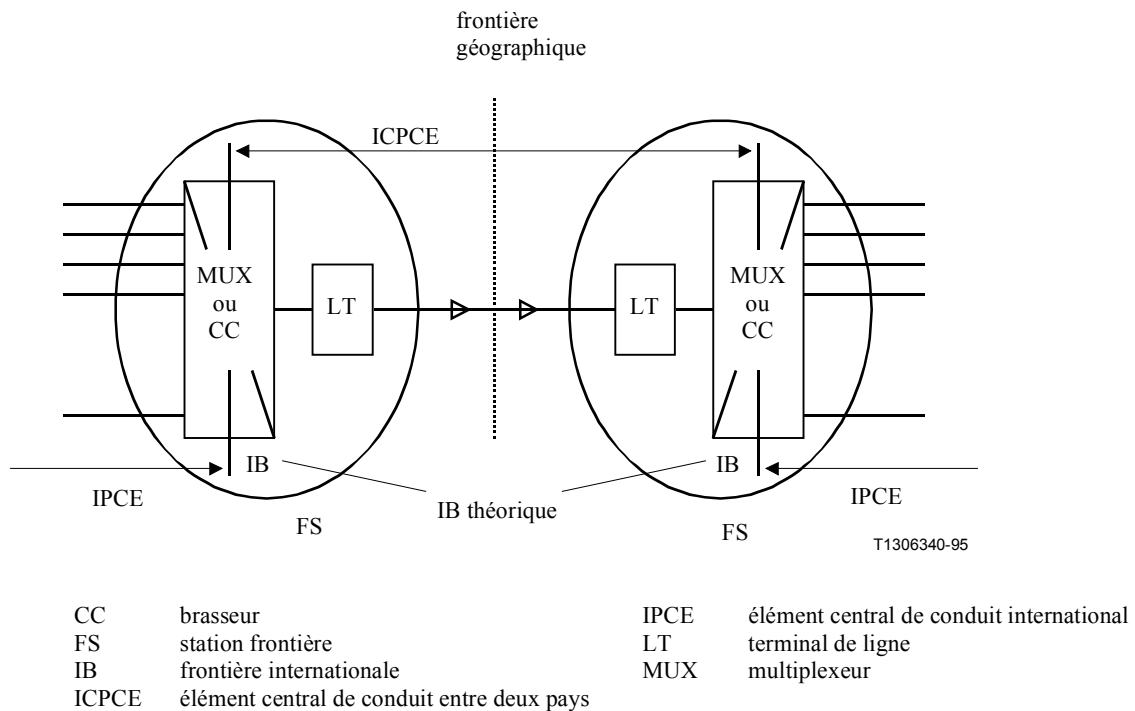 frontière
géographique
ICPCE
MUX
ou
CC
LT
LT
MUX
ou
CC
IB
IB
IPCE
IB théorique
IPCE
FS
FS
T1306340-95
CC brasseur
FS station frontière
IB frontière internationale
ICPCE élément central de conduit entre deux pays
IPCE élément central de conduit international
LT terminal de ligne
MUX multiplexeur